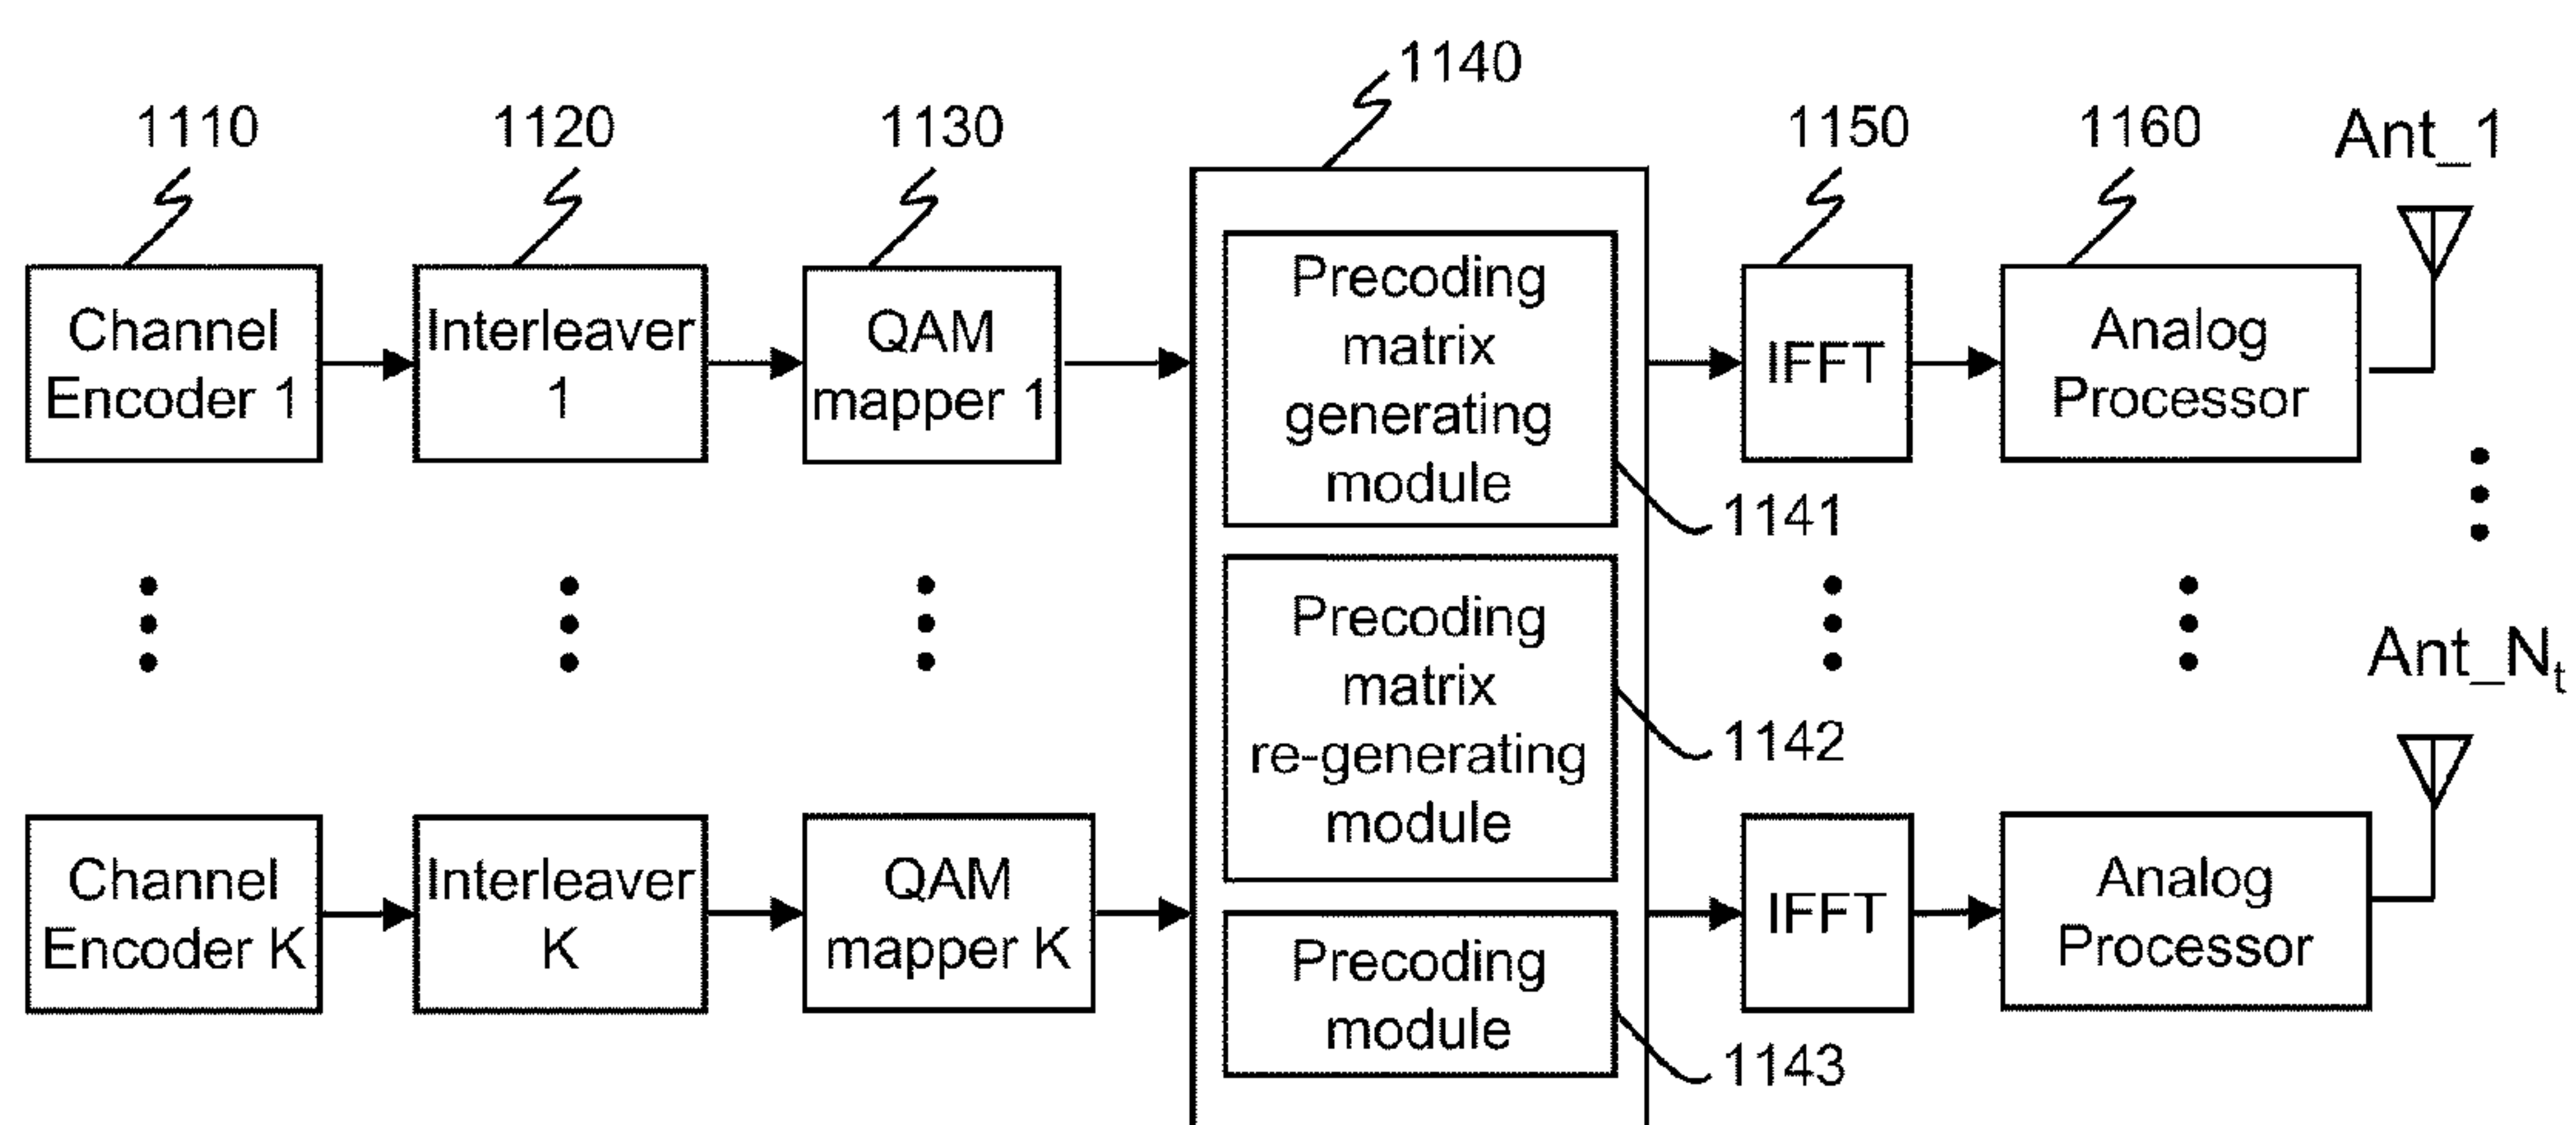 1140
1110
1120
1130
1150
1160
Ant_1
Channel
Encoder 1
Interleaver
1
QAM
mapper 1
Precoding
matrix
generating
module
IFFT
Analog
Processor
1141
Precoding
matrix
re-generating
module
1142
Ant_Nt
Channel
Encoder K
Interleaver
K
QAM
mapper K
Precoding
module
1143
IFFT
Analog
Processor